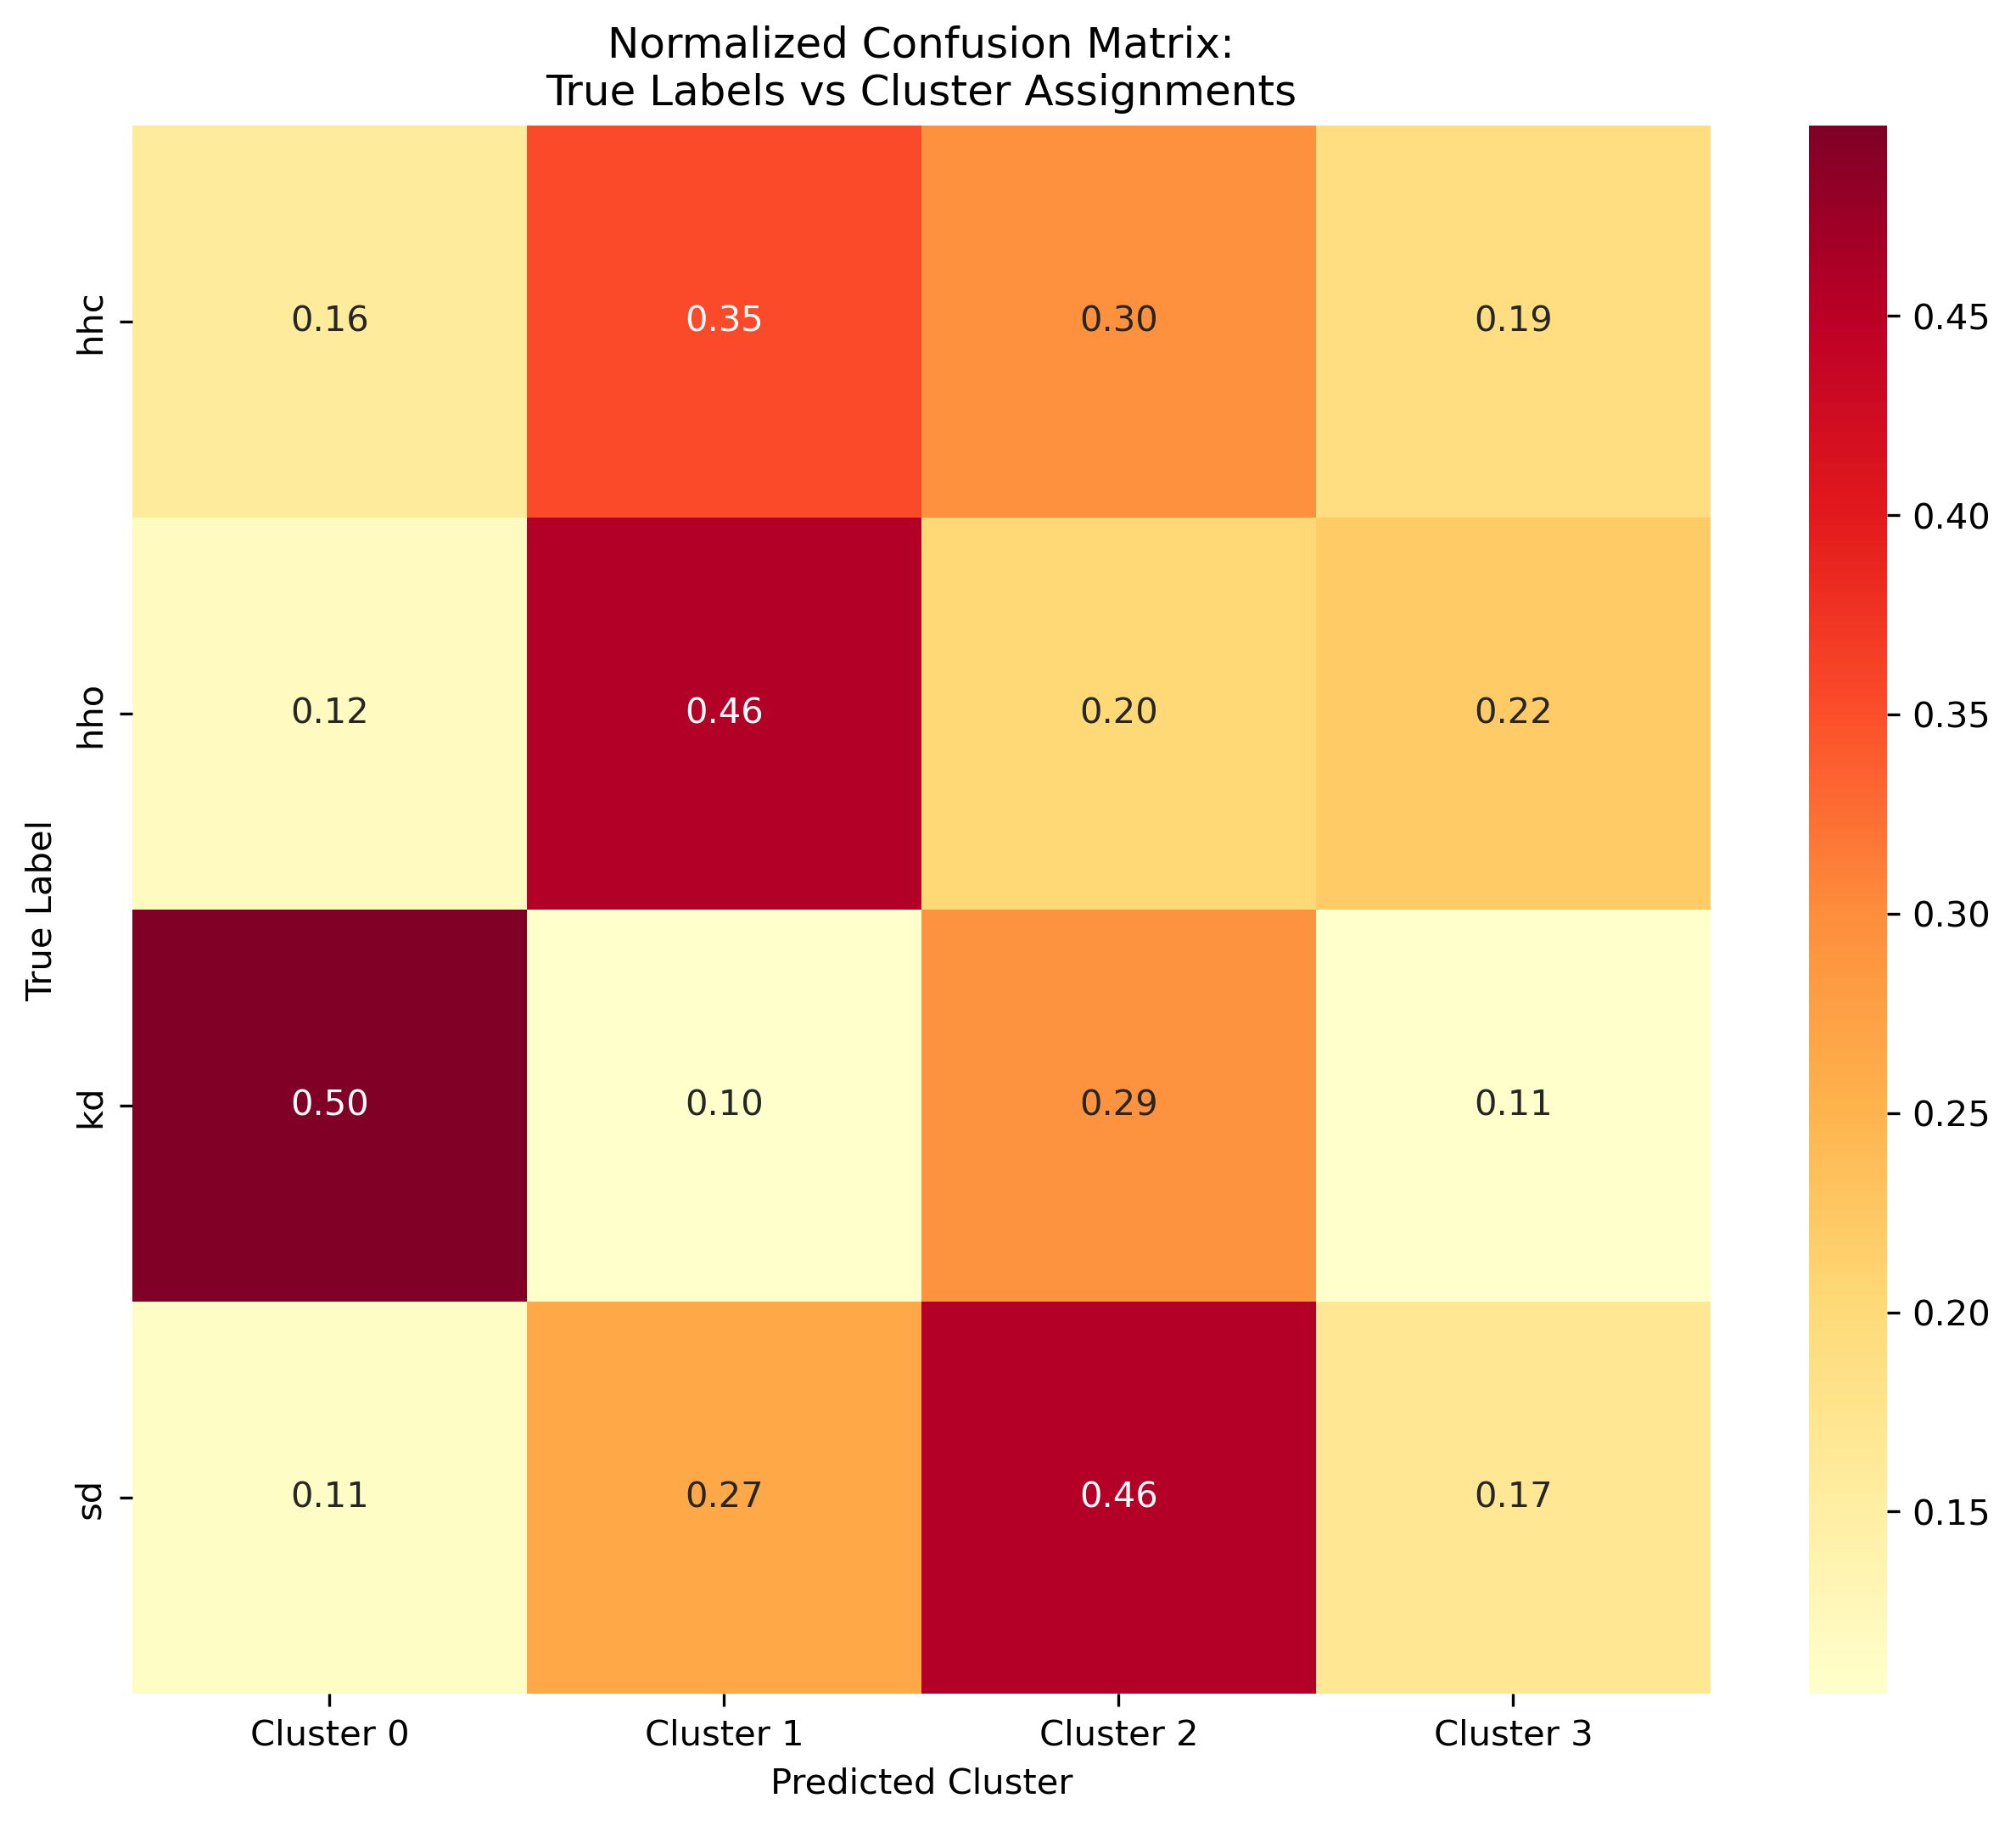 Normalized Confusion Matrix:
True Labels vs Cluster Assignments
True Label
hhc
0.16 0.35 0.30 0.19
hho
0.12 0.46 0.20 0.22
kd
0.50 0.10 0.29 0.11
sd
0.11 0.27 0.46 0.17
Cluster 0 Cluster 1 Cluster 2 Cluster 3
Predicted Cluster
0.45
0.40
0.35
0.30
0.25
0.20
0.15